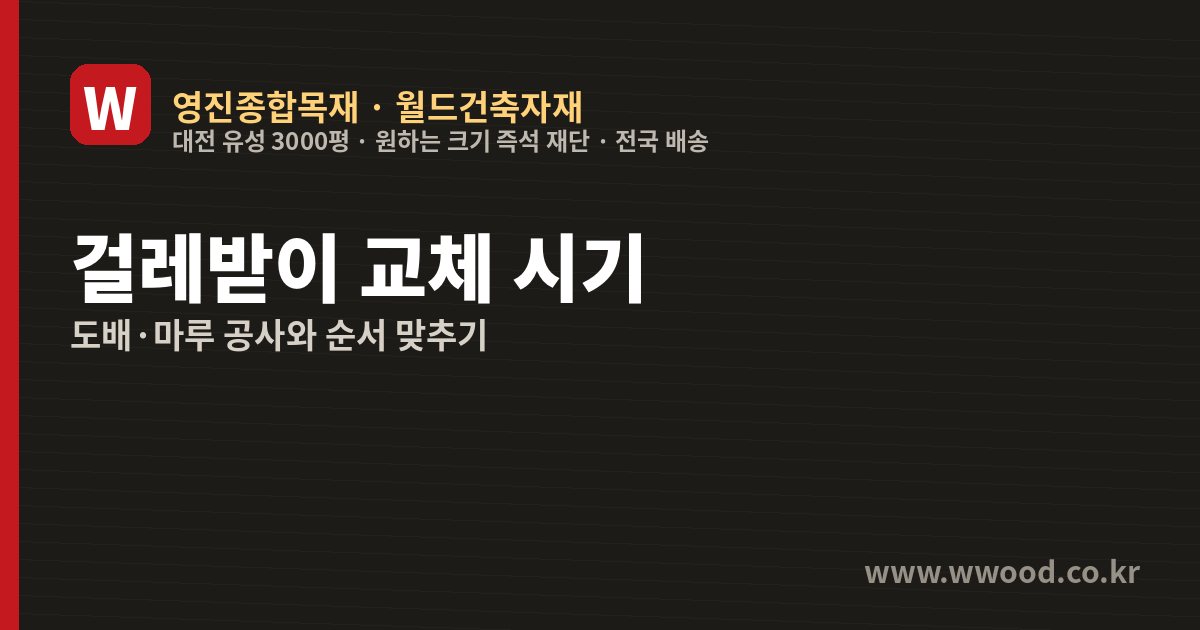 W
영진종합목재 · 월드건축자재
대전 유성 3000평 · 원하는 크기 즉석 재단 · 전국 배송
걸레받이 교체 시기
도배·마루 공사와 순서 맞추기
www.wwood.co.kr